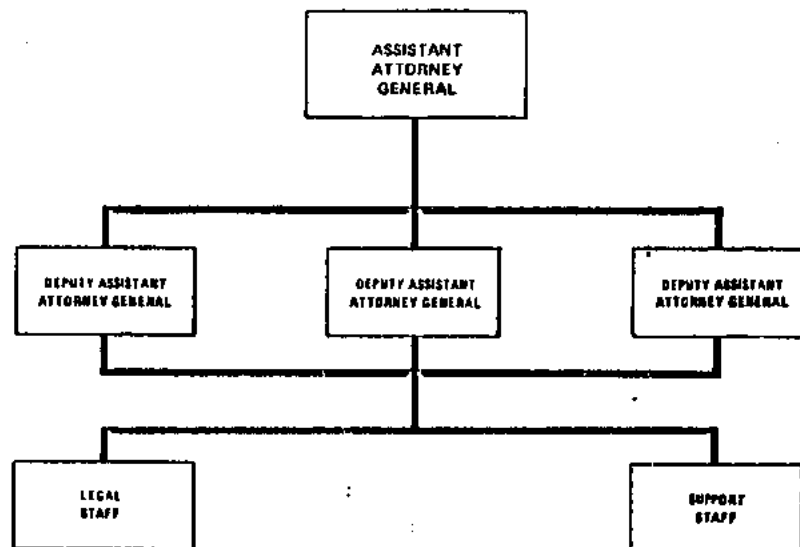 ASSISTANT
ATTORNEY
GENERAL
DEPUTY ASSISTANT
ATTORNEY GENERAL
DEPUTY ASSISTANT
ATTORNEY GENERAL
DEPUTY ASSISTANT
ATTORNEY GENERAL
LEGAL
STAFF
SUPPORT
STAFF